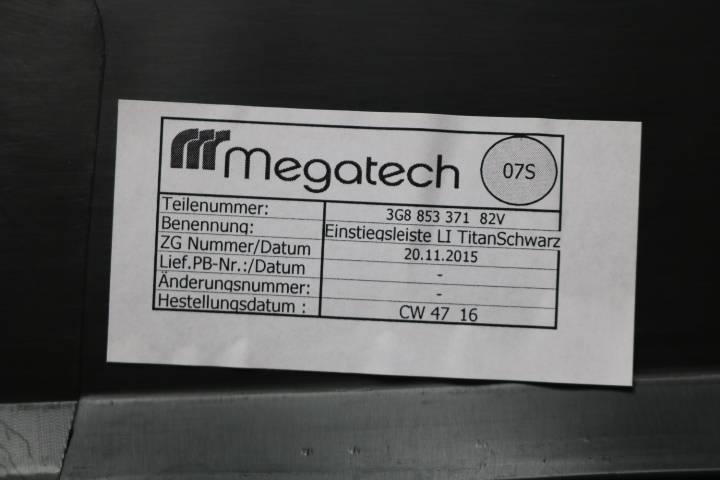 megatech 07S
Teilenummer: 3G8 853 371 82V
Benennung: Einstiegsleiste LI TitanSchwarz
ZG Nummer/Datum 20.11.2015
Lief.PB-Nr.:/Datum -
Änderungsnummer: -
Hestellungsdatum : CW 47 16